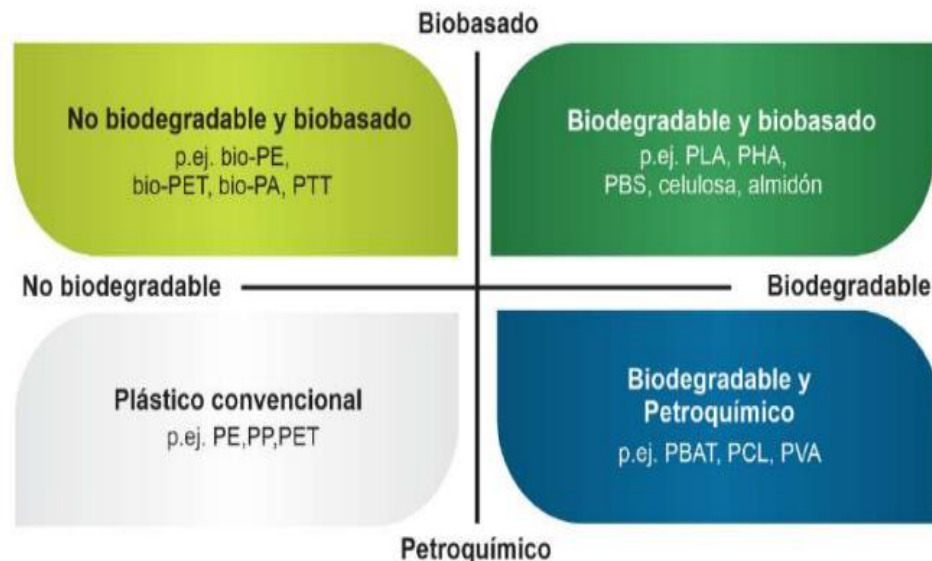 Biobasado
No biodegradable y biobasado
p.ej. bio-PE,
bio-PET, bio-PA, PTT
Biodegradable y biobasado
p.ej. PLA, PHA,
PBS, celulosa, almidón
No biodegradable
Biodegradable
Plástico convencional
p.ej. PE,PP,PET
Biodegradable y
Petroquímico
p.ej. PBAT, PCL, PVA
Petroquímico